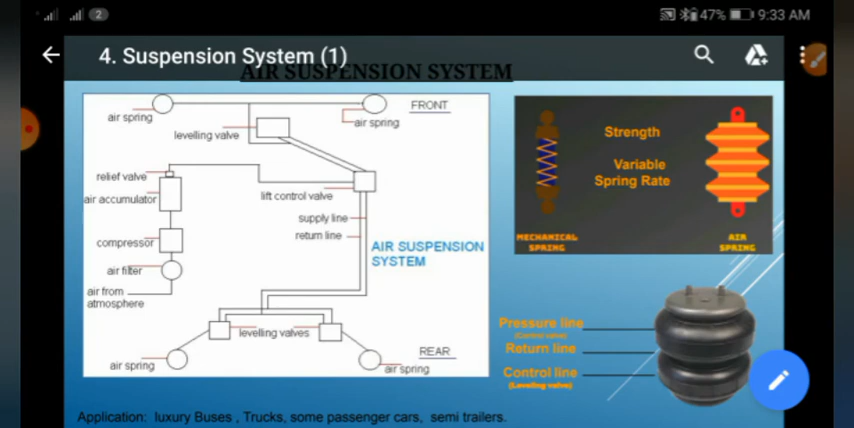 2
47%
9:33 AM
4. Suspension System (1)
AIR SUSPENSION SYSTEM
air spring
FRONT
air spring
levelling valve
relief valve
air accumulator
lift control valve
supply line
return line
compressor
AIR SUSPENSION
SYSTEM
air filter
air from
atmosphere
levelling valves
REAR
air spring
air spring
Strength
Variable
Spring Rate
MECHANICAL
SPRING
AIR
SPRING
Pressure line
(Control valve)
Return line
Control line
(Leveling valve)
Application: luxury Buses , Trucks, some passenger cars, semi trailers.